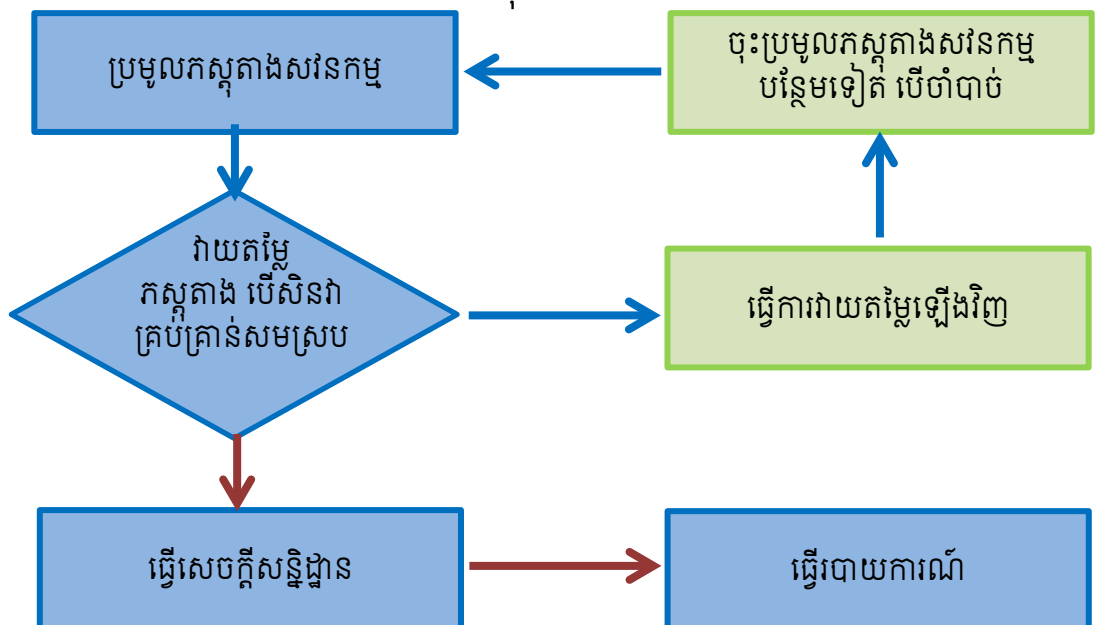 ប្រមូលភស្តុតាងសវនកម្ម
ចុះប្រមូលភស្តុតាងសវនកម្ម
បន្ថែមទៀត បើចាំបាច់
វាយតម្លៃ
ភស្តុតាង បើសិនវា
គ្រប់គ្រាន់សមស្រប
ធ្វើការវាយតម្លៃឡើងវិញ
ធ្វើសេចក្តីសន្និដ្ឋាន
ធ្វើរបាយការណ៍